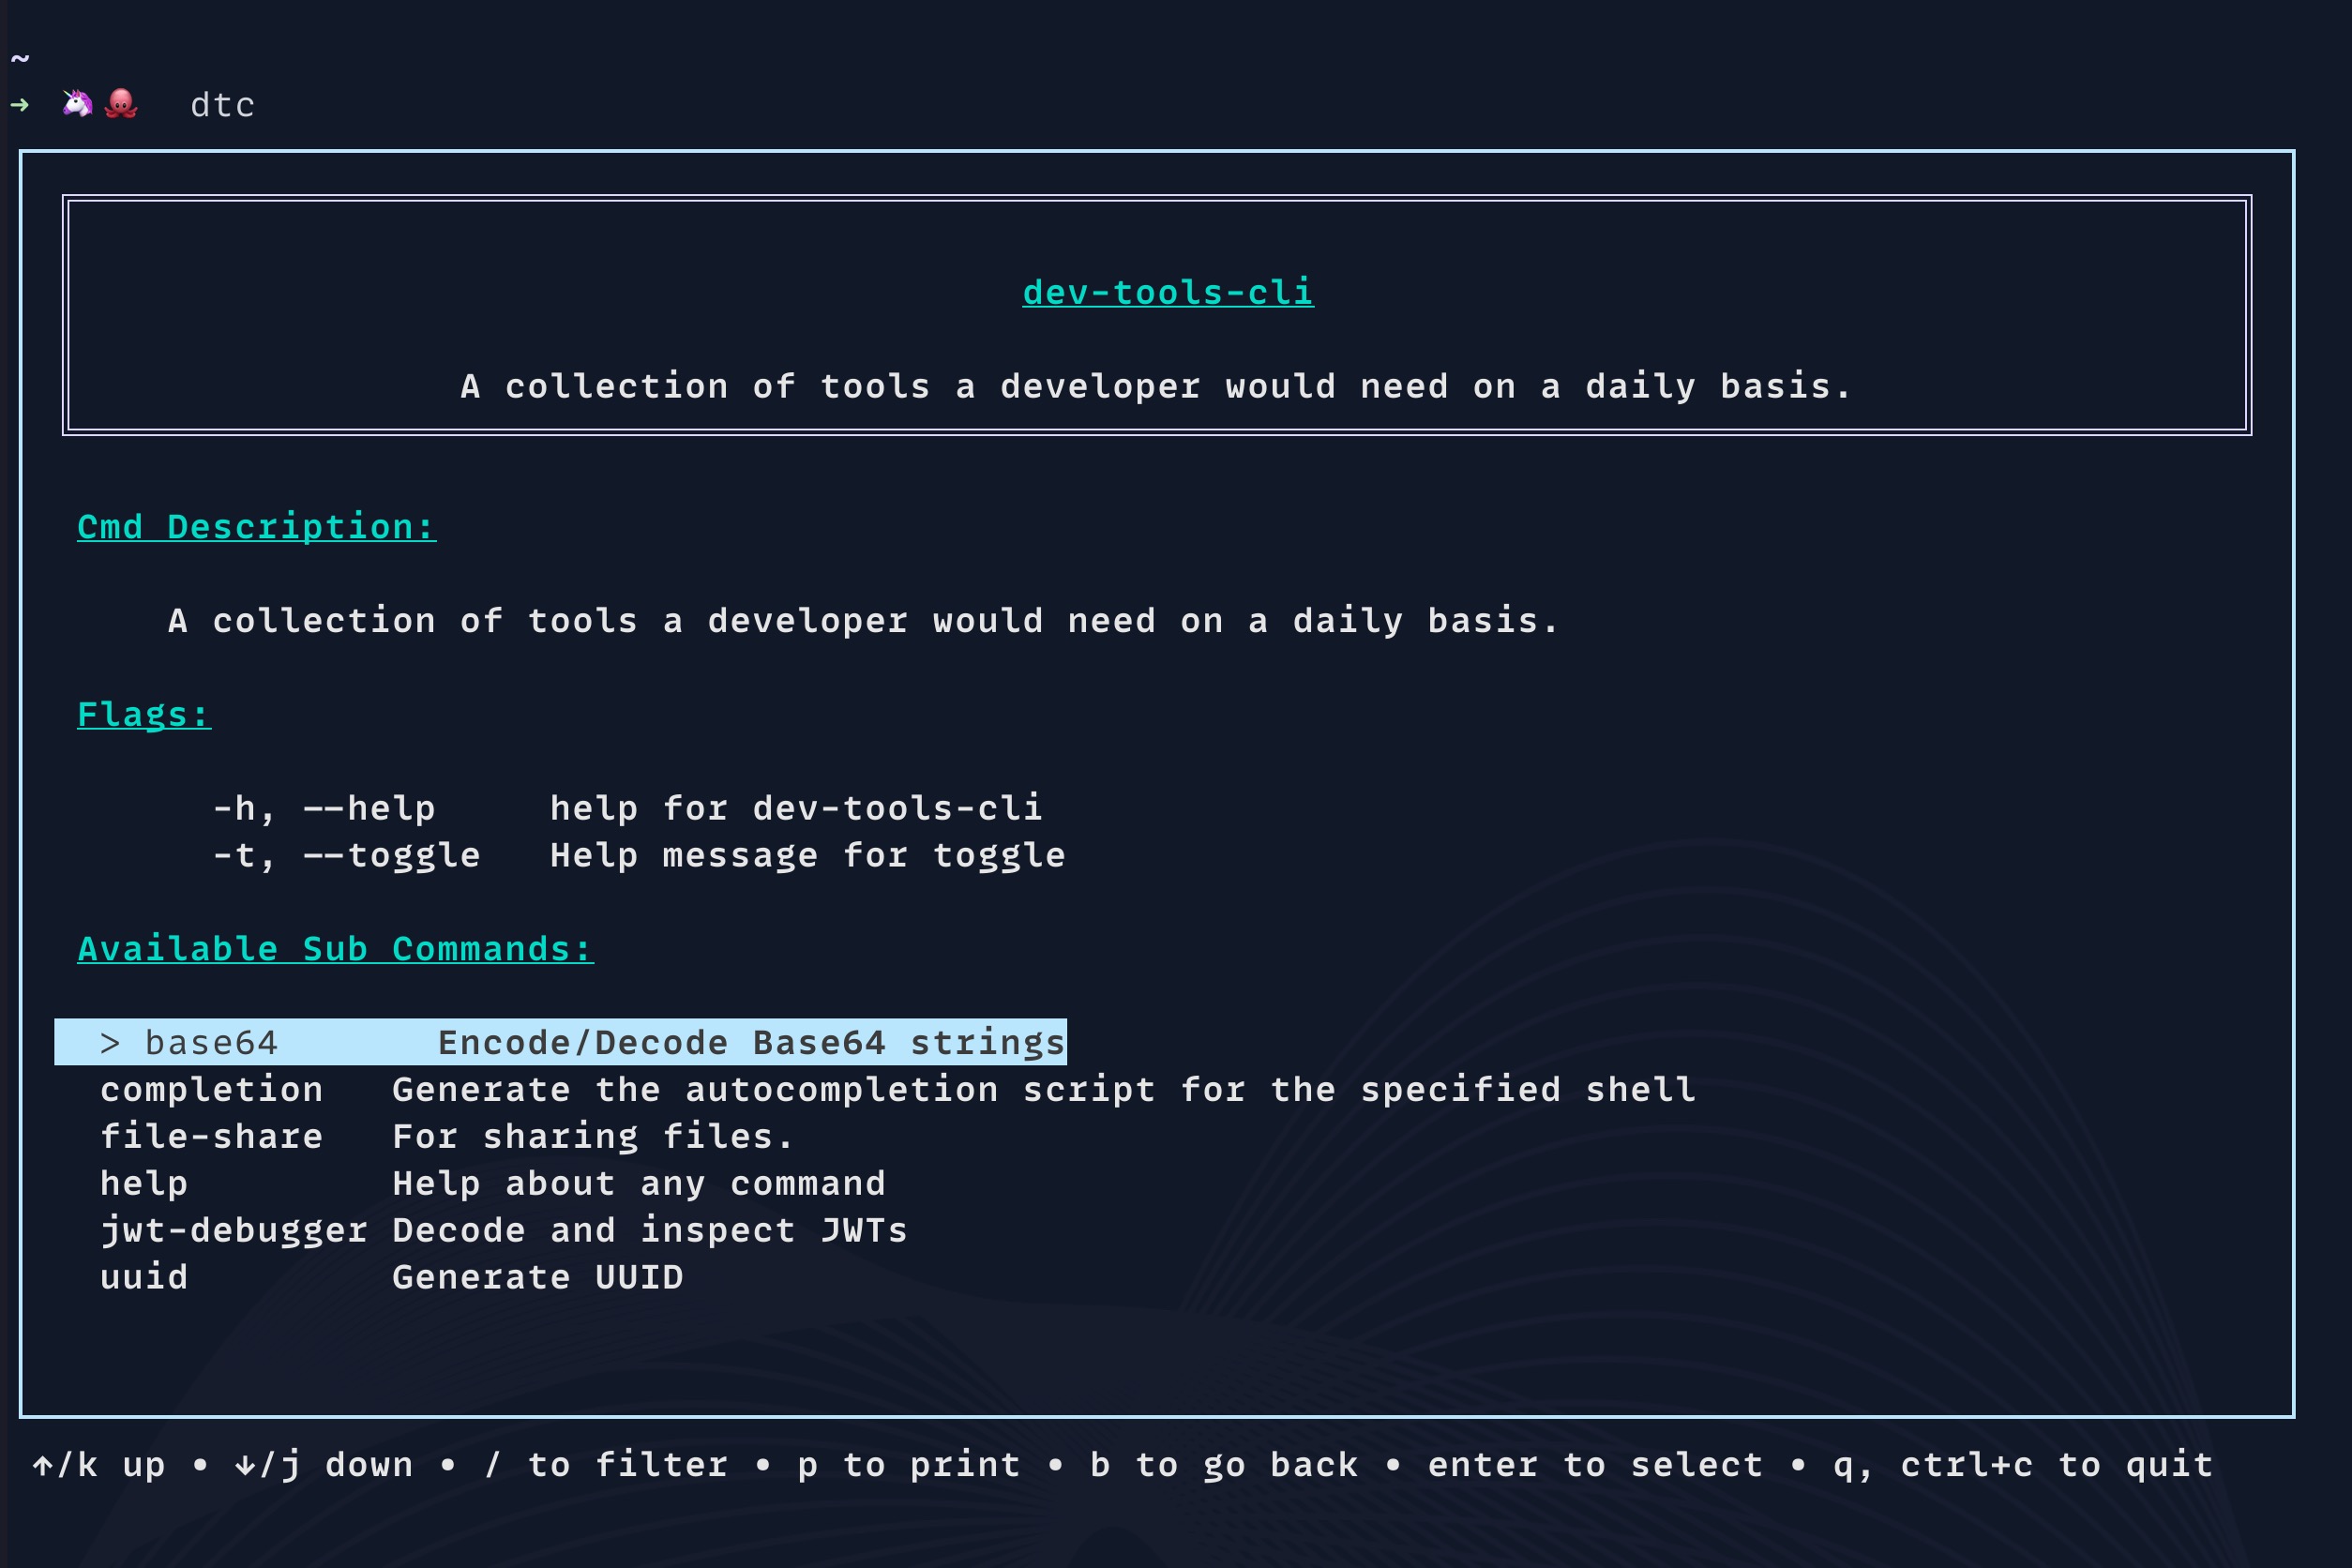 ~
➜ 🦄🐙 dtc
dev-tools-cli
A collection of tools a developer would need on a daily basis.
Cmd Description:
A collection of tools a developer would need on a daily basis.
Flags:
-h, --help     help for dev-tools-cli
-t, --toggle   Help message for toggle
Available Sub Commands:
> base64       Encode/Decode Base64 strings
completion   Generate the autocompletion script for the specified shell
file-share   For sharing files.
help         Help about any command
jwt-debugger Decode and inspect JWTs
uuid         Generate UUID
↑/k up • ↓/j down • / to filter • p to print • b to go back • enter to select • q, ctrl+c to quit